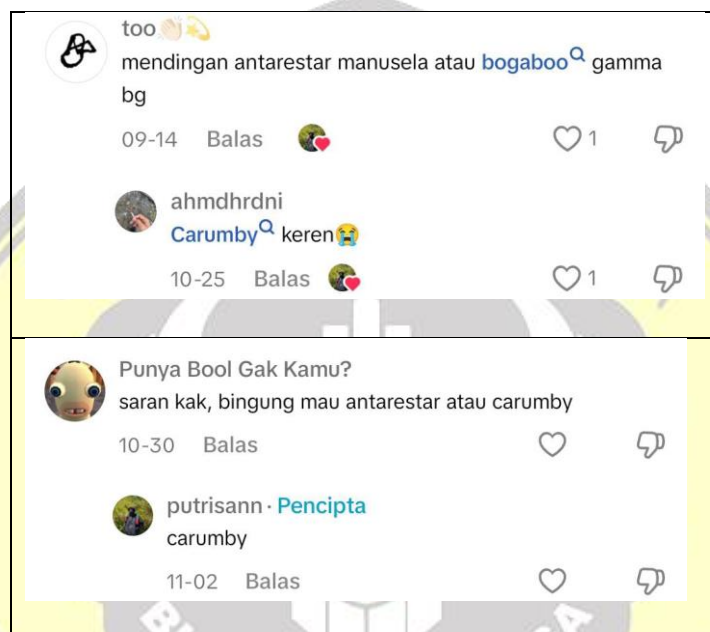 too👏🏻💫
mendingan antarestar manusela atau bogaboo gamma
bg
09-14 Balas 1
ahmdhrdni
Carumby keren😭
10-25 Balas 1
Punya Bool Gak Kamu?
saran kak, bingung mau antarestar atau carumby
10-30 Balas
putrisann · Pencipta
carumby
11-02 Balas